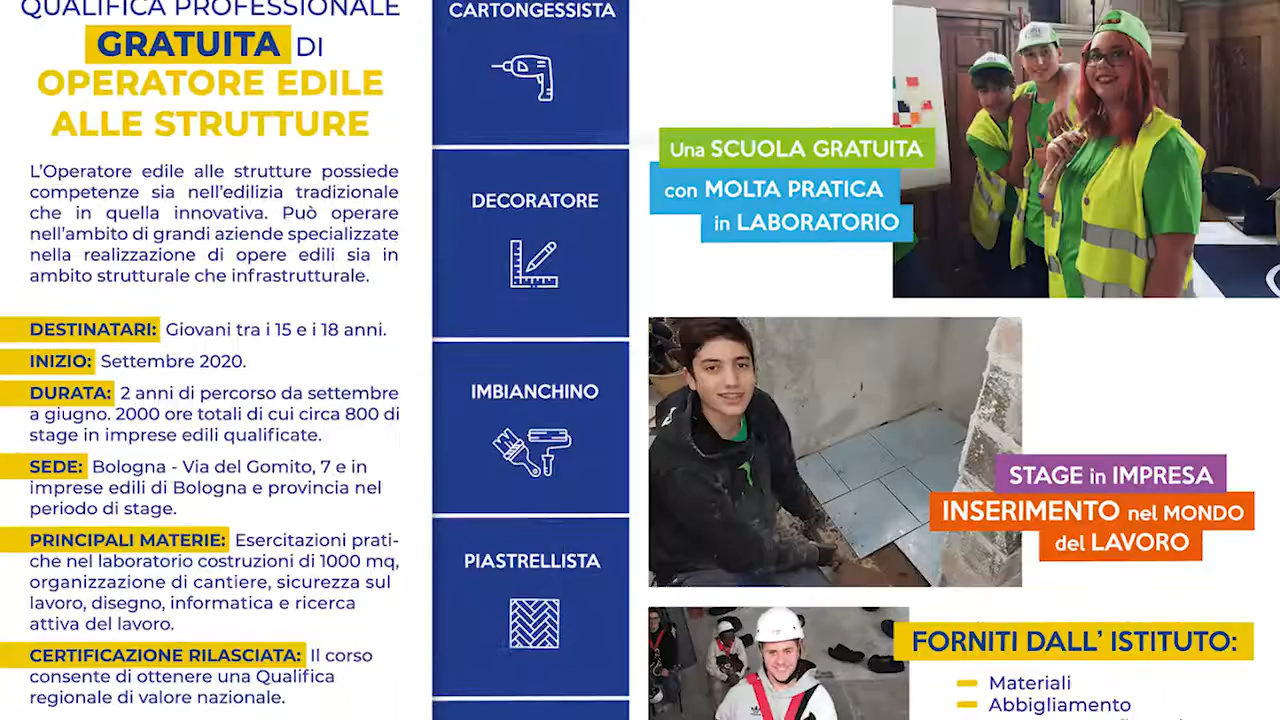 QUALIFICA PROFESSIONALE
GRATUITA DI
OPERATORE EDILE
ALLE STRUTTURE
L'Operatore edile alle strutture possiede
competenze sia nell'edilizia tradizionale
che in quella innovativa. Può operare
nell'ambito di grandi aziende specializzate
nella realizzazione di opere edili sia in
ambito strutturale che infrastrutturale.
DESTINATARI: Giovani tra i 15 e i 18 anni.
INIZIO: Settembre 2020.
DURATA: 2 anni di percorso da settembre
a giugno. 2000 ore totali di cui circa 800 di
stage in imprese edili qualificate.
SEDE: Bologna - Via del Gomito, 7 e in
imprese edili di Bologna e provincia nel
periodo di stage.
PRINCIPALI MATERIE: Esercitazioni prati-
che nel laboratorio costruzioni di 1000 mq,
organizzazione di cantiere, sicurezza sul
lavoro, disegno, informatica e ricerca
attiva del lavoro.
CERTIFICAZIONE RILASCIATA: Il corso
consente di ottenere una Qualifica
regionale di valore nazionale.
CARTONGESSISTA
DECORATORE
IMBIANCHINO
PIASTRELLISTA
Una SCUOLA GRATUITA
con MOLTA PRATICA
in LABORATORIO
STAGE in IMPRESA
INSERIMENTO nel MONDO
del LAVORO
FORNITI DALL' ISTITUTO:
Materiali
Abbigliamento